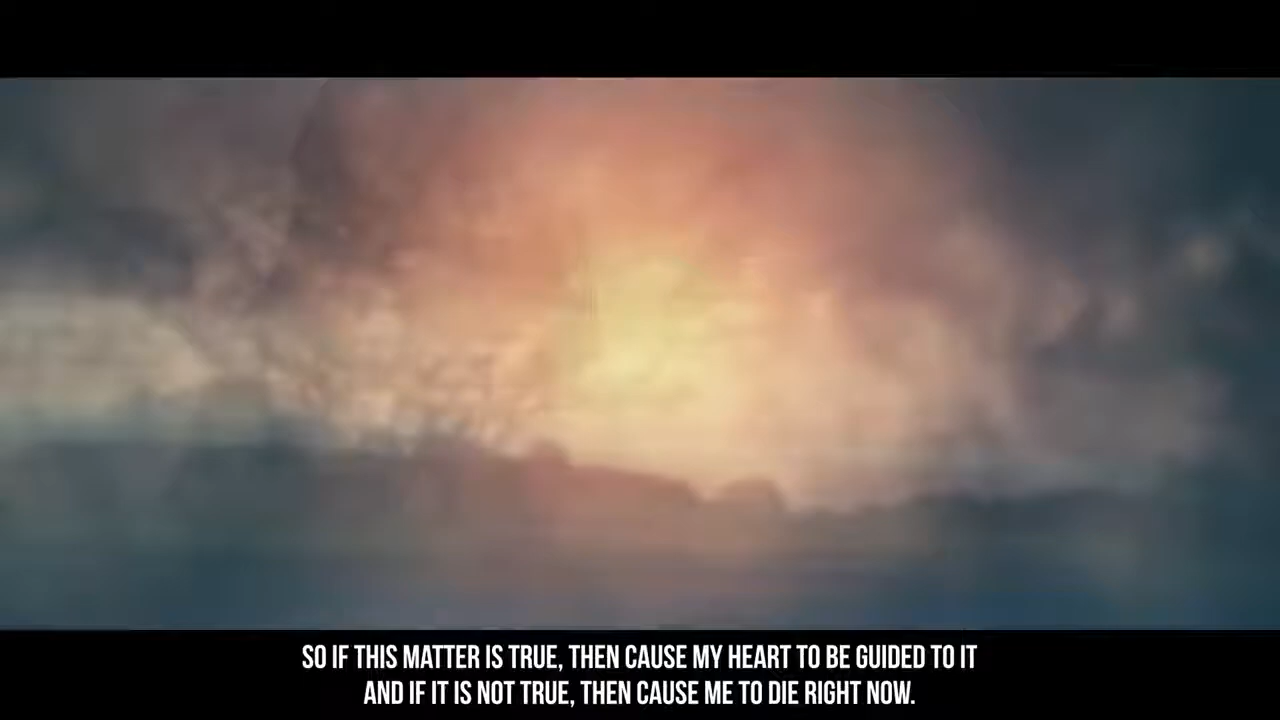 SO IF THIS MATTER IS TRUE, THEN CAUSE MY HEART TO BE GUIDED TO IT
AND IF IT IS NOT TRUE, THEN CAUSE ME TO DIE RIGHT NOW.